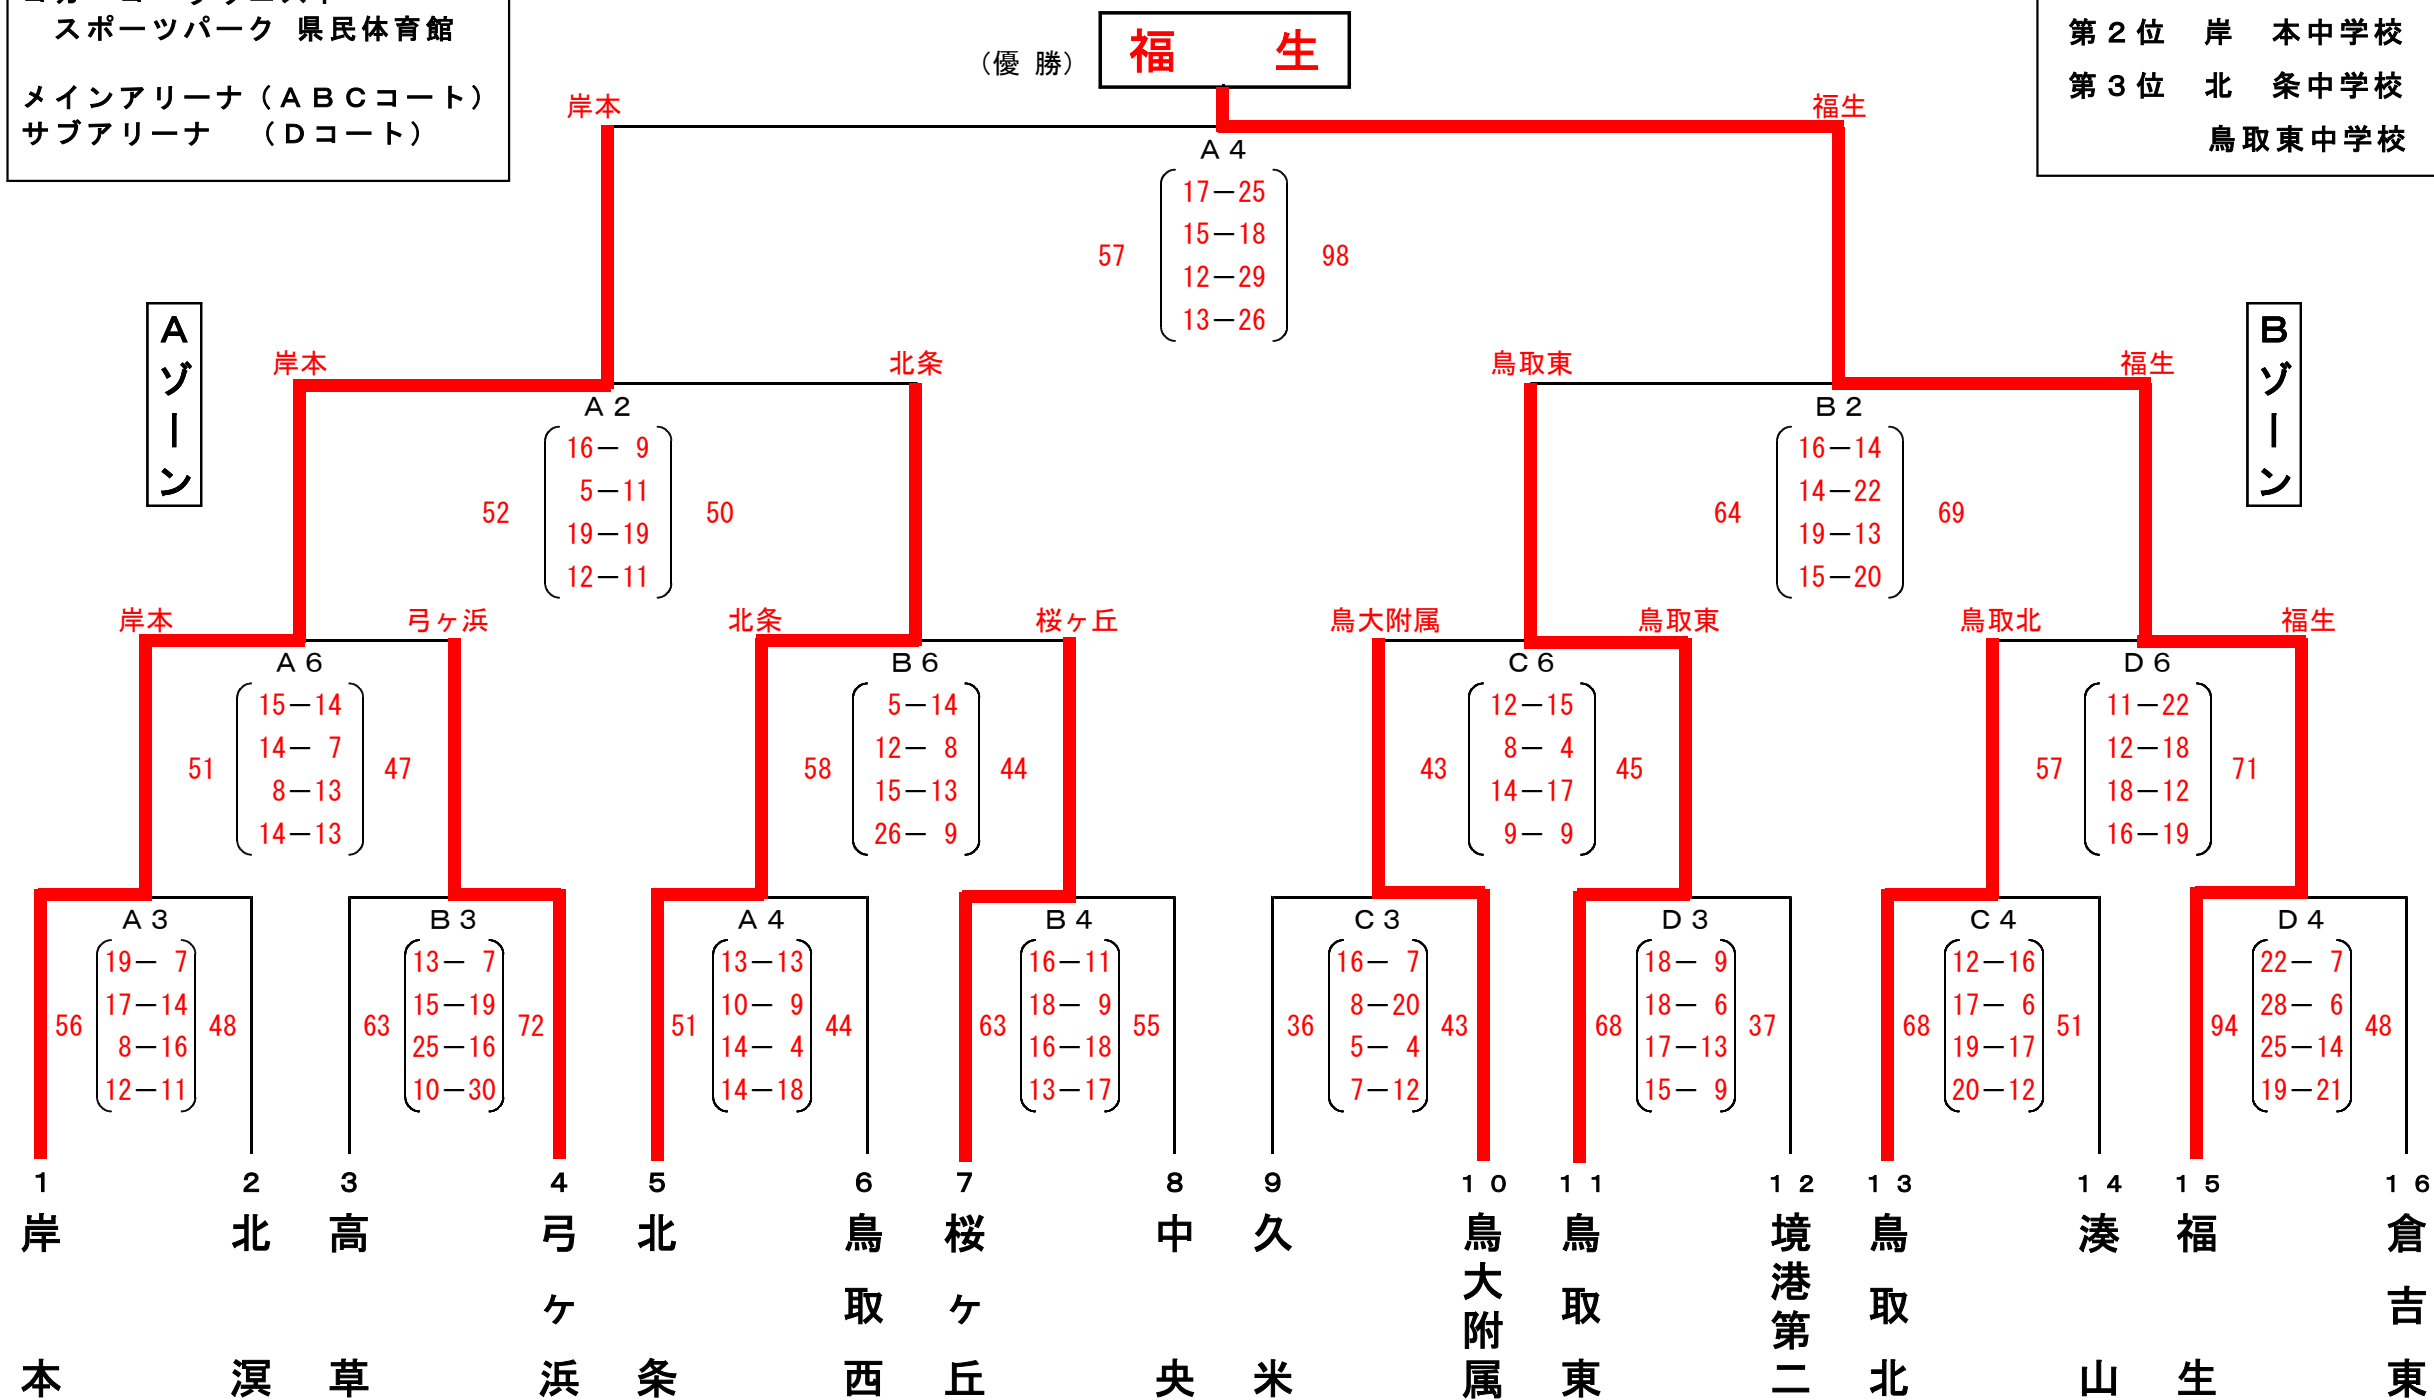 スポーツパーク 県民体育館
メインアリーナ（ＡＢＣコート）
サブアリーナ （Ｄコート）
（優 勝）
福 生
第２位 岸 本中学校
第３位 北 条中学校
鳥取東中学校
岸本 福生
Ａ４
17－25
15－18
57 98
12－29
13－26
Ａゾーン
Ｂゾーン
岸本 北条 鳥取東 福生
Ａ２ Ｂ２
16－ 9 16－14
5－11 14－22
52 50 64 69
19－19 19－13
12－11 15－20
岸本 弓ヶ浜 北条 桜ヶ丘 鳥大附属 鳥取東 鳥取北 福生
Ａ６ Ｂ６ Ｃ６ Ｄ６
15－14 5－14 12－15 11－22
14－ 7 12－ 8 8－ 4 12－18
51 47 58 44 43 45 57 71
8－13 15－13 14－17 18－12
14－13 26－ 9 9－ 9 16－19
Ａ３ Ｂ３ Ａ４ Ｂ４ Ｃ３ Ｄ３ Ｃ４ Ｄ４
19－ 7 13－ 7 13－13 16－11 16－ 7 18－ 9 12－16 22－ 7
17－14 15－19 10－ 9 18－ 9 8－20 18－ 6 17－ 6 28－ 6
56 48 63 72 51 44 63 55 36 43 68 37 68 51 94 48
8－16 25－16 14－ 4 16－18 5－ 4 17－13 19－17 25－14
12－11 10－30 14－18 13－17 7－12 15－ 9 20－12 19－21
１ ２ ３ ４ ５ ６ ７ ８ ９ １０ １１ １２ １３ １４ １５ １６
岸本
北溟
高草
弓ヶ浜
北条
鳥取西
桜ヶ丘
中央
久米
鳥大附属
鳥取東
境港第二
鳥取北
湊山
福生
倉吉東